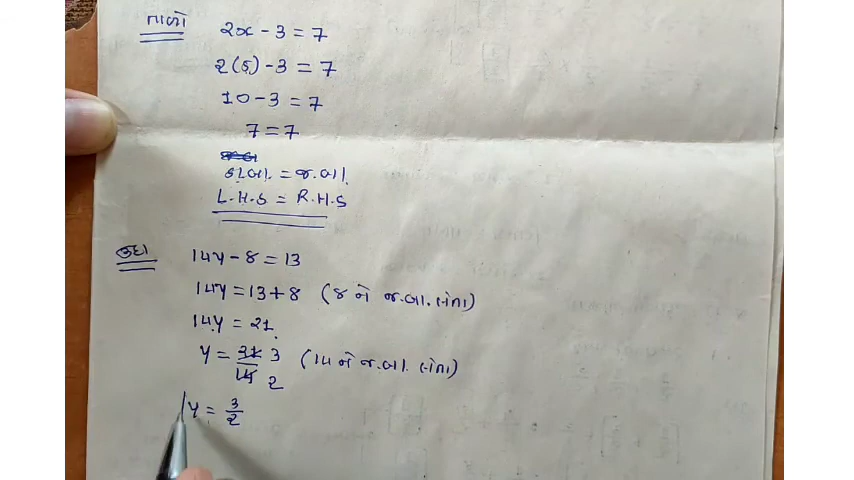 તાળો 2x - 3 = 7
2(5) - 3 = 7
10 - 3 = 7
7 = 7
ડા.બા. = જ.બા.
L.H.S = R.H.S
14y - 8 = 13
14y = 13 + 8 (8 ને જ.બા. લેતા)
14y = 21
y = 21/14 3/2 (14 ને જ.બા. લેતા)
y = 3/2